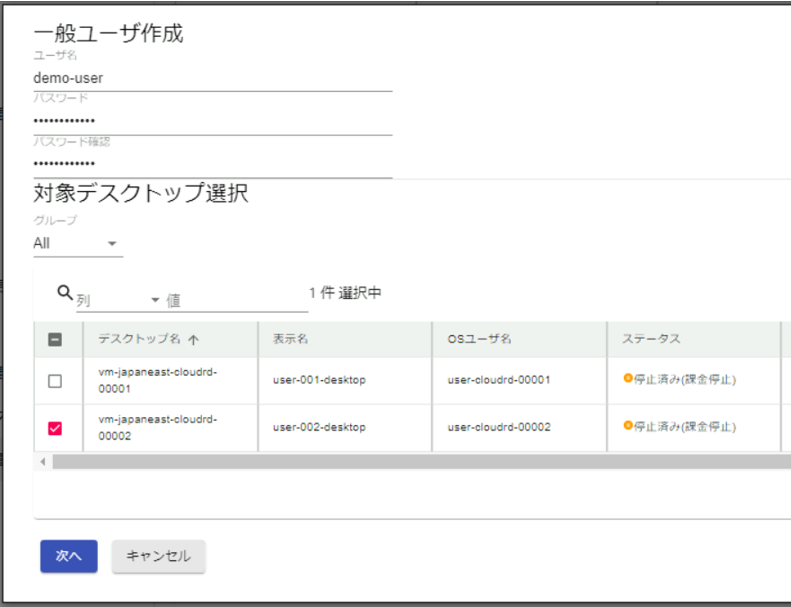 一般ユーザ作成
ユーザ名
demo-user
パスワード
••••••••••••
パスワード確認
••••••••••••
対象デスクトップ選択
グループ
All
列 値 1 件 選択中
デスクトップ名 ↑ 表示名 OSユーザ名 ステータス
vm-japaneast-cloudrd-
00001 user-001-desktop user-cloudrd-00001 停止済み(課金停止)
vm-japaneast-cloudrd-
00002 user-002-desktop user-cloudrd-00002 停止済み(課金停止)
次へ キャンセル